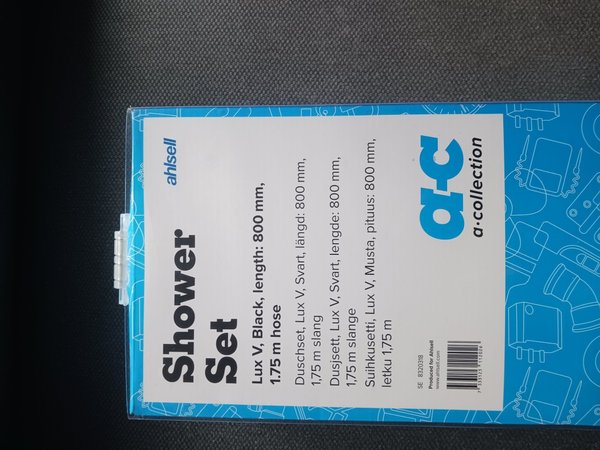 Shower
Set
ahlsell
Lux V, Black, length: 800 mm,
1.75 m hose
Duschset, Lux V, Svart, längd: 800 mm,
1,75 m slang
Dusjsett, Lux V, Svart, lengde: 800 mm,
1,75 m slange
Suihkusetti, Lux V, Musta, pituus: 800 mm,
letku 1,75 m
SE 8320318
Produced for Ahlsell
www.ahlsell.com
a-c
a·collection